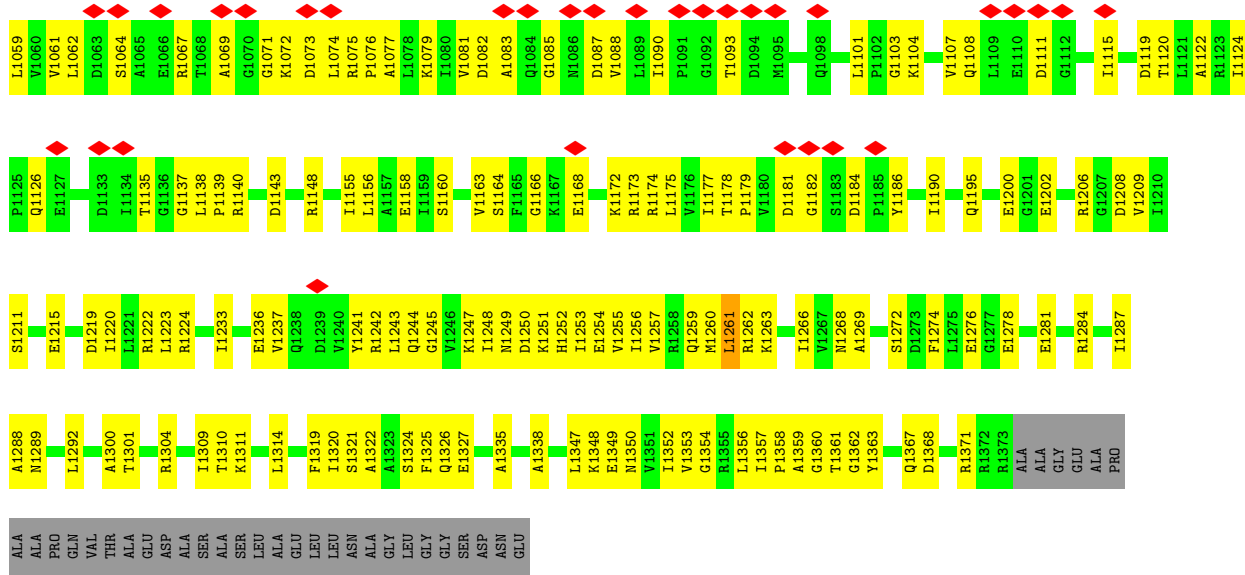 L1059 V1060 V1061 L1062 D1063 S1064 A1065 E1066 R1067 T1068 A1069 G1070 G1071 K1072 D1073 L1074 R1075 P1076 A1077 L1078 K1079 I1080 V1081 D1082 A1083 Q1084 G1085 N1086 D1087 V1088 L1089 I1090 P1091 G1092 T1093 D1094 M1095 Q1098 L1101 P1102 G1103 K1104 V1107 Q1108 L1109 E1110 D1111 G1112 I1115 D1119 T1120 L1121 A1122 R1123 I1124
P1125 Q1126 E1127 D1133 I1134 T1135 G1136 G1137 L1138 P1139 R1140 D1143 R1148 I1155 L1156 A1157 E1158 I1159 S1160 V1163 S1164 F1165 G1166 K1167 E1168 K1172 R1173 R1174 L1175 V1176 I1177 T1178 P1179 V1180 D1181 G1182 S1183 D1184 P1185 Y1186 I1190 Q1195 E1200 G1201 E1202 R1206 G1207 D1208 V1209 I1210
S1211 E1215 D1219 I1220 L1221 R1222 L1223 R1224 I1233 E1236 V1237 Q1238 D1239 V1240 Y1241 R1242 L1243 Q1244 G1245 V1246 K1247 I1248 N1249 D1250 K1251 H1252 I1253 E1254 V1255 I1256 V1257 R1258 Q1259 M1260 L1261 R1262 K1263 I1266 V1267 N1268 A1269 S1272 D1273 F1274 L1275 E1276 G1277 E1278 E1281 R1284 I1287
A1288 N1289 L1292 A1300 T1301 R1304 I1309 T1310 K1311 L1314 F1319 I1320 S1321 A1322 A1323 S1324 F1325 Q1326 E1327 A1335 A1338 L1347 K1348 E1349 N1350 V1351 I1352 V1353 G1354 R1355 L1356 I1357 P1358 A1359 G1360 T1361 G1362 Y1363 Q1367 D1368 R1371 R1372 R1373 ALA ALA GLY GLU ALA PRO
ALA ALA PRO GLN VAL THR ALA GLU ASP ALA SER ALA SER LEU ALA GLU LEU LEU ASN ALA GLY LEU GLY GLY SER ASP ASN GLU